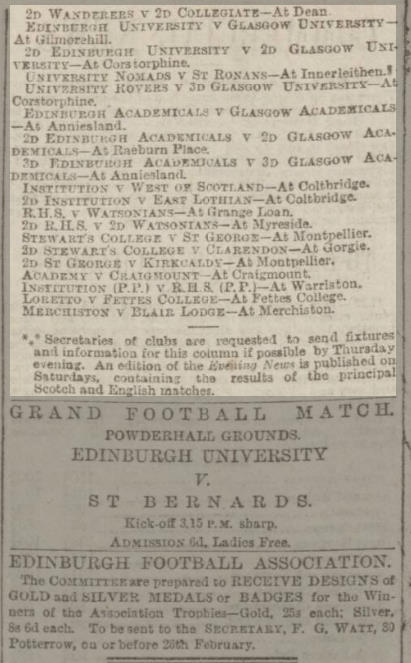 2D WANDERERS V 2D COLLEGIATE—At Dean.
EDINBURGH UNIVERSITY V GLASGOW UNIVERSITY—
At Gilmorehill.
2D EDINBURGH UNIVERSITY V 2D GLASGOW UNI-
VERSITY—At Corstorphine.
UNIVERSITY NOMADS V ST RONANS—At Innerleithen.
UNIVERSITY ROVERS V 3D GLASGOW UNIVERSITY—At
Corstorphine.
EDINBURGH ACADEMICALS V GLASGOW ACADEMICALS
—At Anniesland.
2D EDINBURGH ACADEMICALS V 2D GLASGOW ACA-
DEMICALS—At Raeburn Place.
3D EDINBURGH ACADEMICALS V 3D GLASGOW ACA-
DEMICALS—At Anniesland.
INSTITUTION V WEST OF SCOTLAND—At Coltbridge.
2D INSTITUTION V EAST LOTHIAN—At Coltbridge.
R.H.S. V WATSONIANS—At Grange Loan.
2D R.H.S. V 2D WATSONIANS—At Myreside.
STEWART'S COLLEGE V ST GEORGE—At Montpellier.
3D STEWART'S COLLEGE V CLARENDON—At Gorgie.
2D ST GEORGE V KIRKCALDY—At Montpellier.
ACADEMY V CRAIGMOUNT—At Craigmount.
INSTITUTION (P.P.) V R.H.S. (P.P.)—At Warriston.
LORETTO V FETTES COLLEGE—At Fettes College.
MERCHISTON V BLAIR LODGE—At Merchiston.
*** Secretaries of clubs are requested to send fixtures
and information for this column if possible by Thursday
evening. An edition of the Evening News is published on
Saturdays, containing the results of the principal
Scotch and English matches.
GRAND FOOTBALL MATCH.
POWDERHALL GROUNDS.
EDINBURGH UNIVERSITY
V.
ST BERNARDS.
Kick-off 3.15 P.M. sharp.
ADMISSION 6d, Ladies Free.
EDINBURGH FOOTBALL ASSOCIATION.
The COMMITTEE are prepared to RECEIVE DESIGNS of
GOLD and SILVER MEDALS or BADGES for the Win-
ners of the Association Trophies—Gold, 25s each; Silver,
8s 6d each. To be sent to the SECRETARY, F. G. WATT, 30
Potterrow, on or before 26th February.